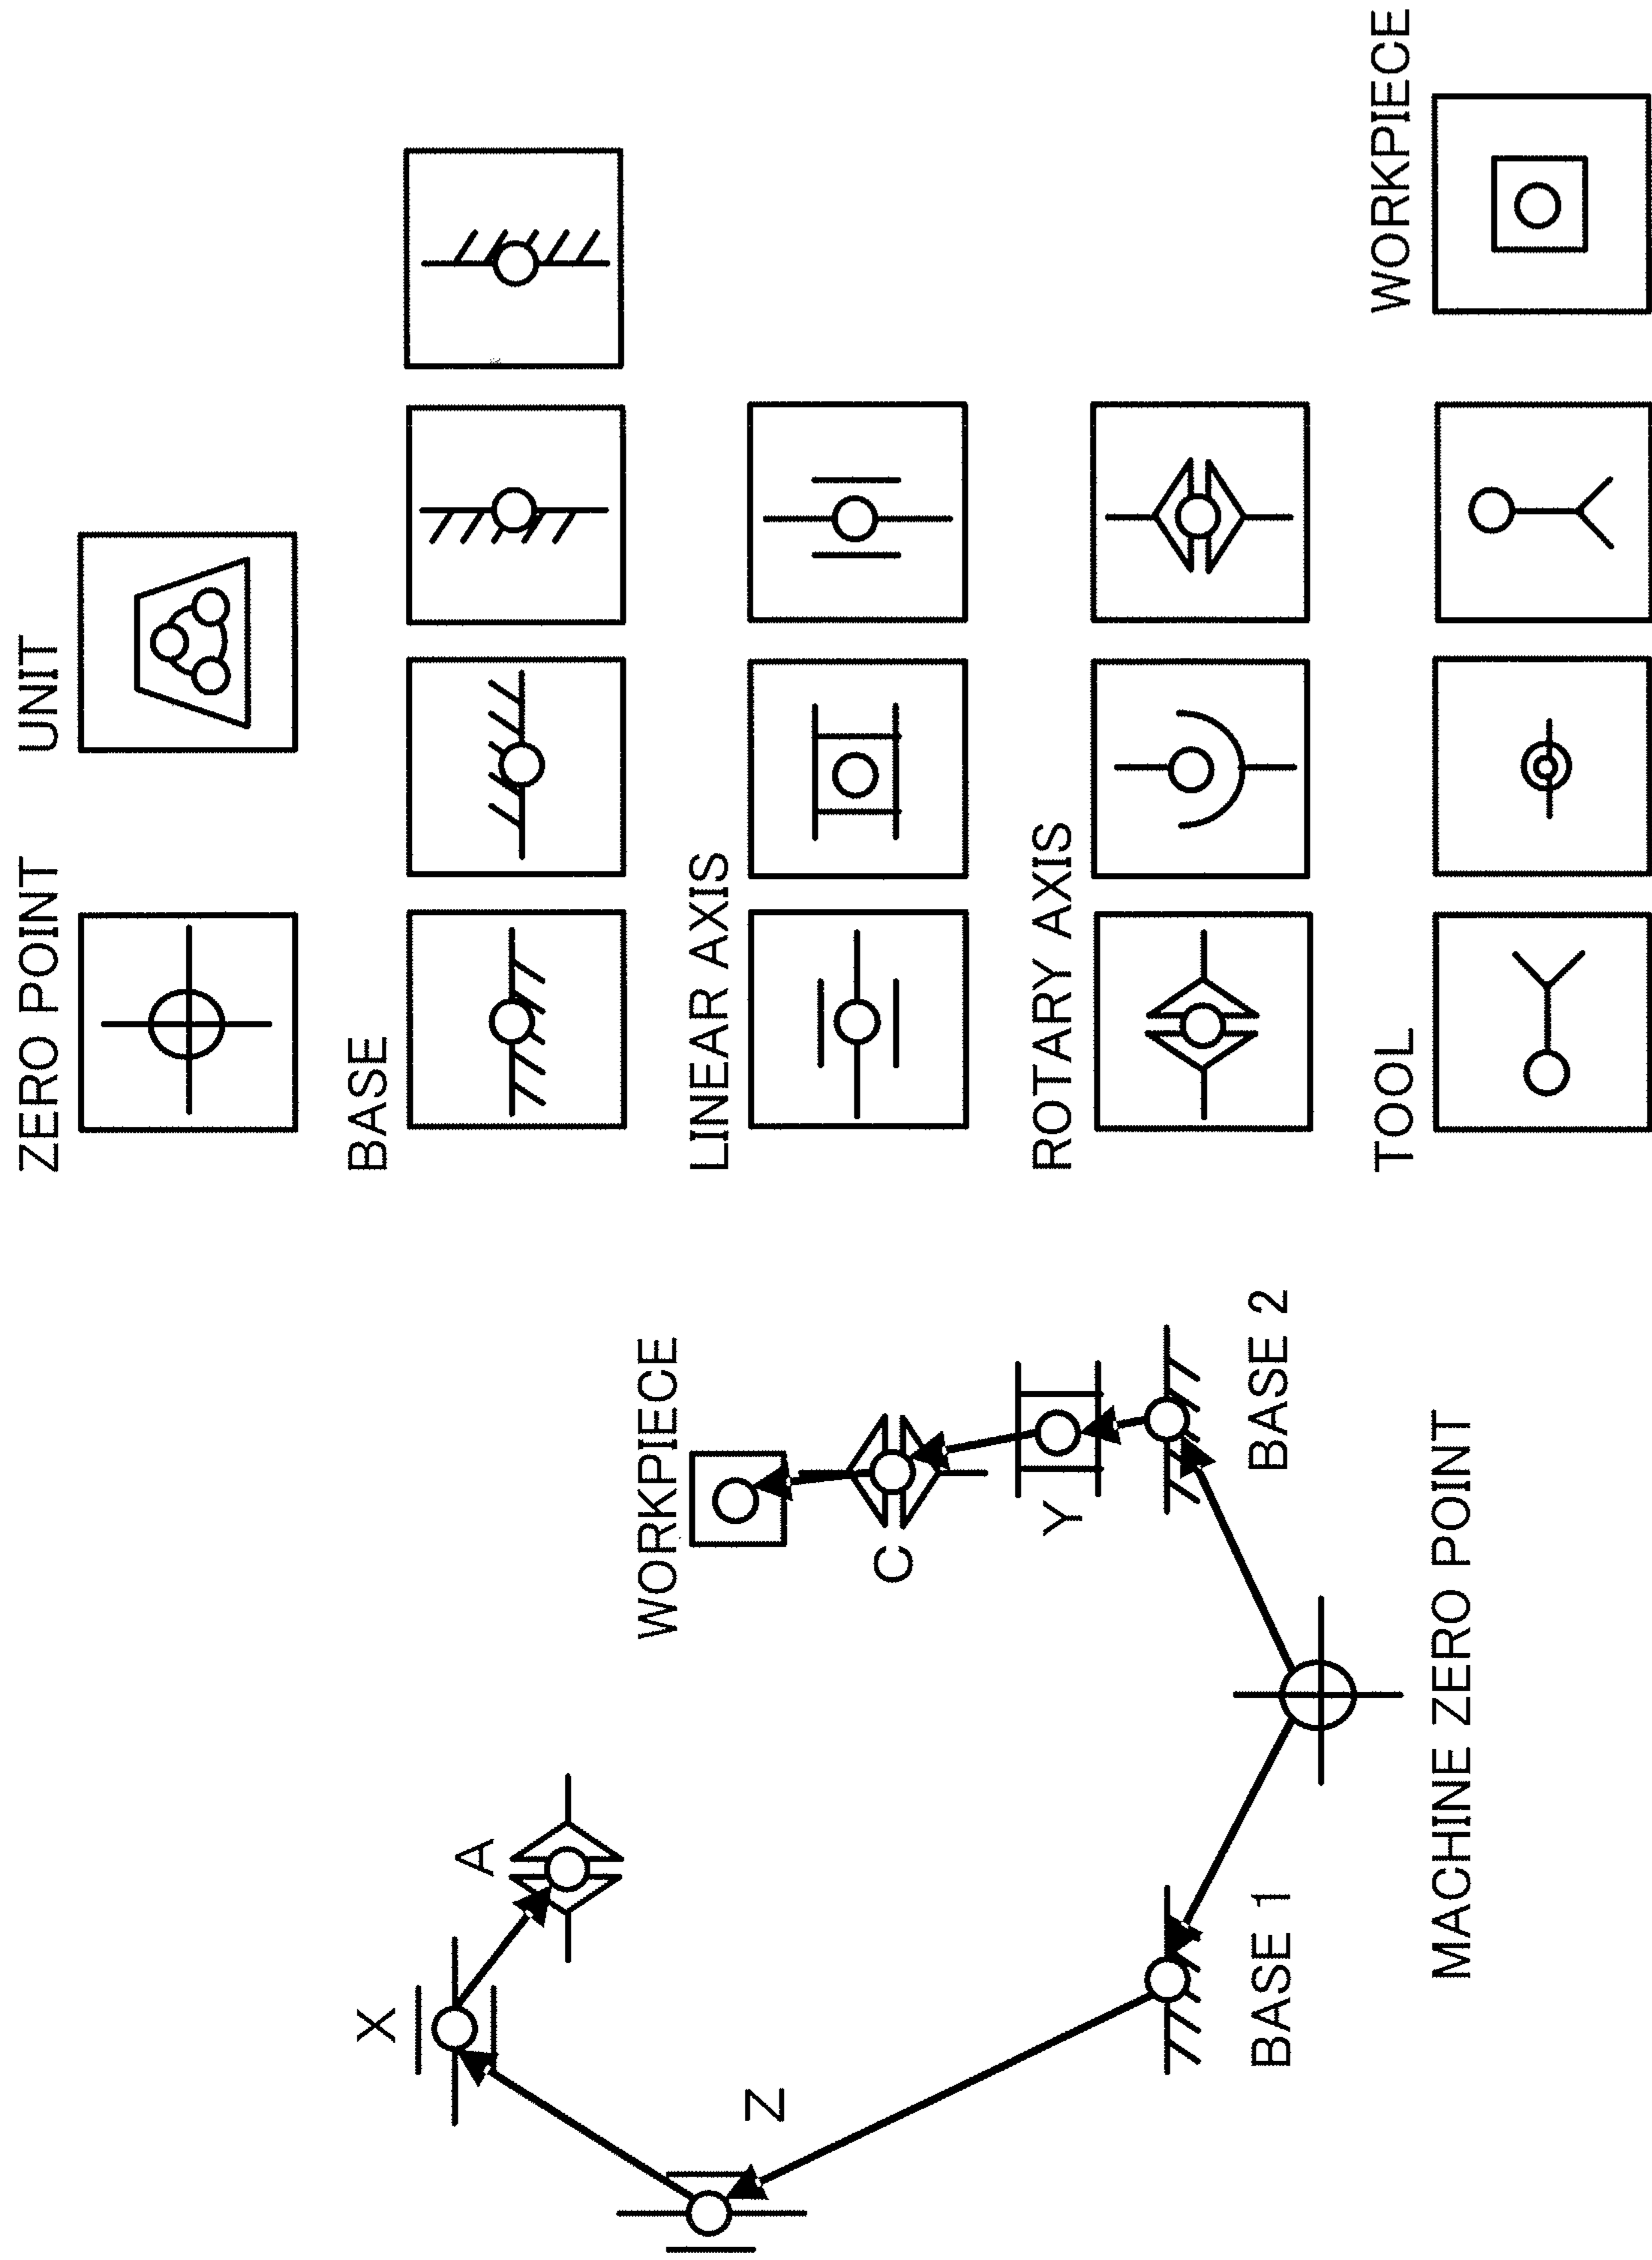 ZERO POINT
UNIT
BASE
LINEAR AXIS
ROTARY AXIS
TOOL
WORKPIECE
X
A
Z
WORKPIECE
C
Y
BASE 1
BASE 2
MACHINE ZERO POINT